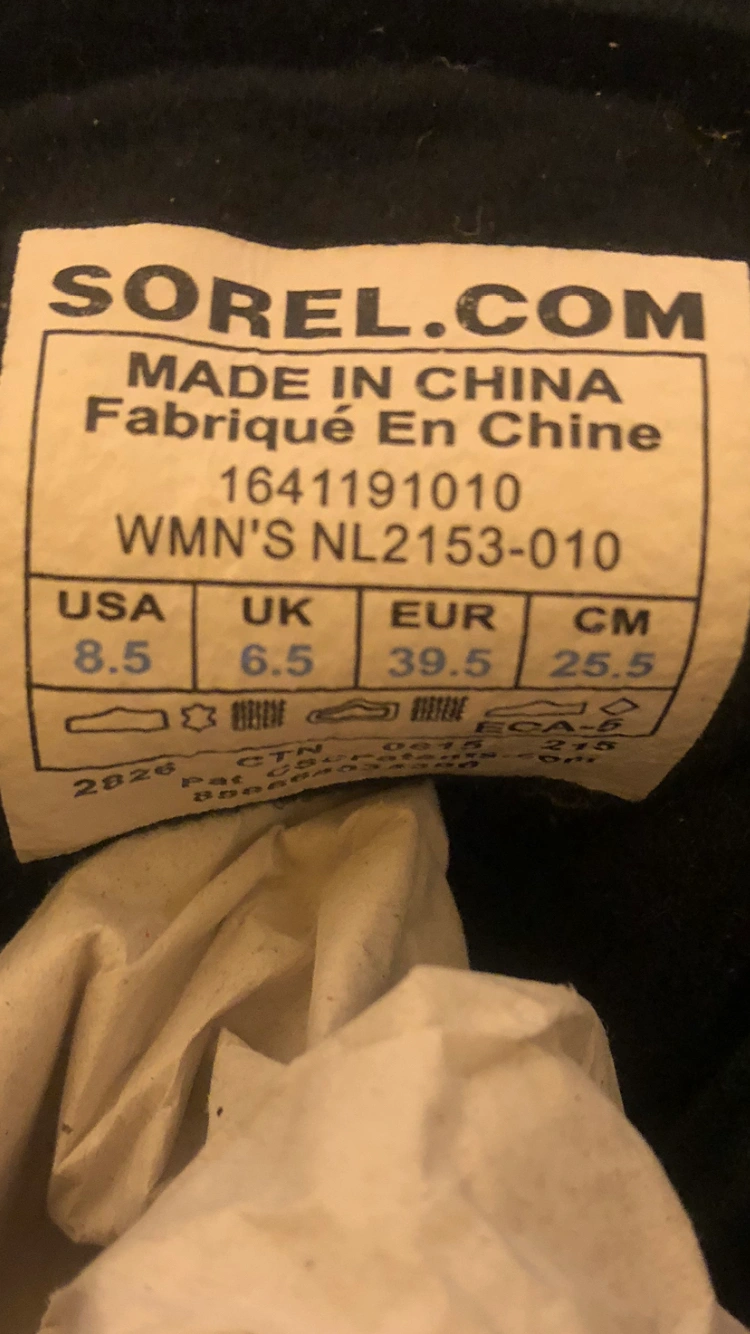 SOREL.COM
MADE IN CHINA
Fabriqué En Chine
1641191010
WMN'S NL2153-010
USA UK EUR CM
8.5 6.5 39.5 25.5
ECA-5
2826 CTN 0615 215
Pat